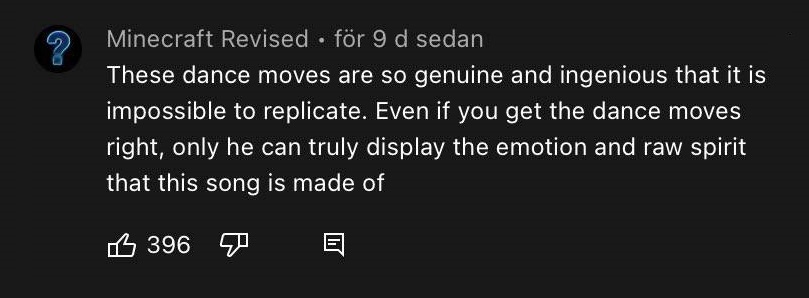 Minecraft Revised • för 9 d sedan
These dance moves are so genuine and ingenious that it is
impossible to replicate. Even if you get the dance moves
right, only he can truly display the emotion and raw spirit
that this song is made of
396